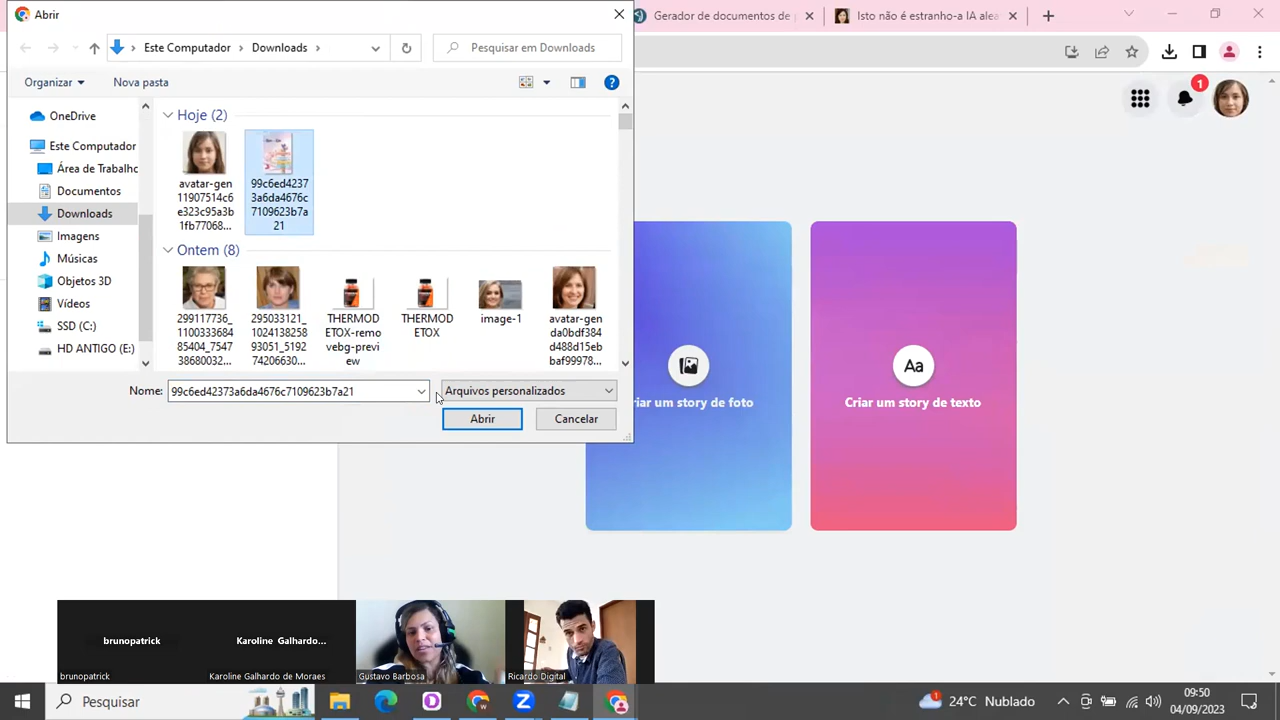 Abrir
Gerador de documentos de p
Isto não é estranho-a IA alea
Este Computador
Downloads
Pesquisar em Downloads
Organizar
Nova pasta
1
OneDrive
Este Computador
Área de Trabalho
Documentos
Downloads
Imagens
Músicas
Objetos 3D
Vídeos
SSD (C:)
HD ANTIGO (E:)
Hoje (2)
avatar-gen
11907514c6
e323c95a3b
1fb77068...
99c6ed4237
3a6da4676c
7109623b7a
21
Ontem (8)
299117736_
1100333684
85404_7547
38680032...
295033121_
1024138258
93051_5192
74206630...
THERMOD
ETOX-remo
vebg-previ
ew
THERMOD
ETOX
image-1
avatar-gen
da0bdf384
d488d15eb
baf99978...
Nome:
99c6ed42373a6da4676c7109623b7a21
Arquivos personalizados
Abrir
Cancelar
riar um story de foto
Aa
Criar um story de texto
brunopatrick
brunopatrick
Karoline Galhardo...
Karoline Galhardo de Moraes
Gustavo Barbosa
Ricardo Digital
Pesquisar
1
24°C Nublado
09:50
04/09/2023